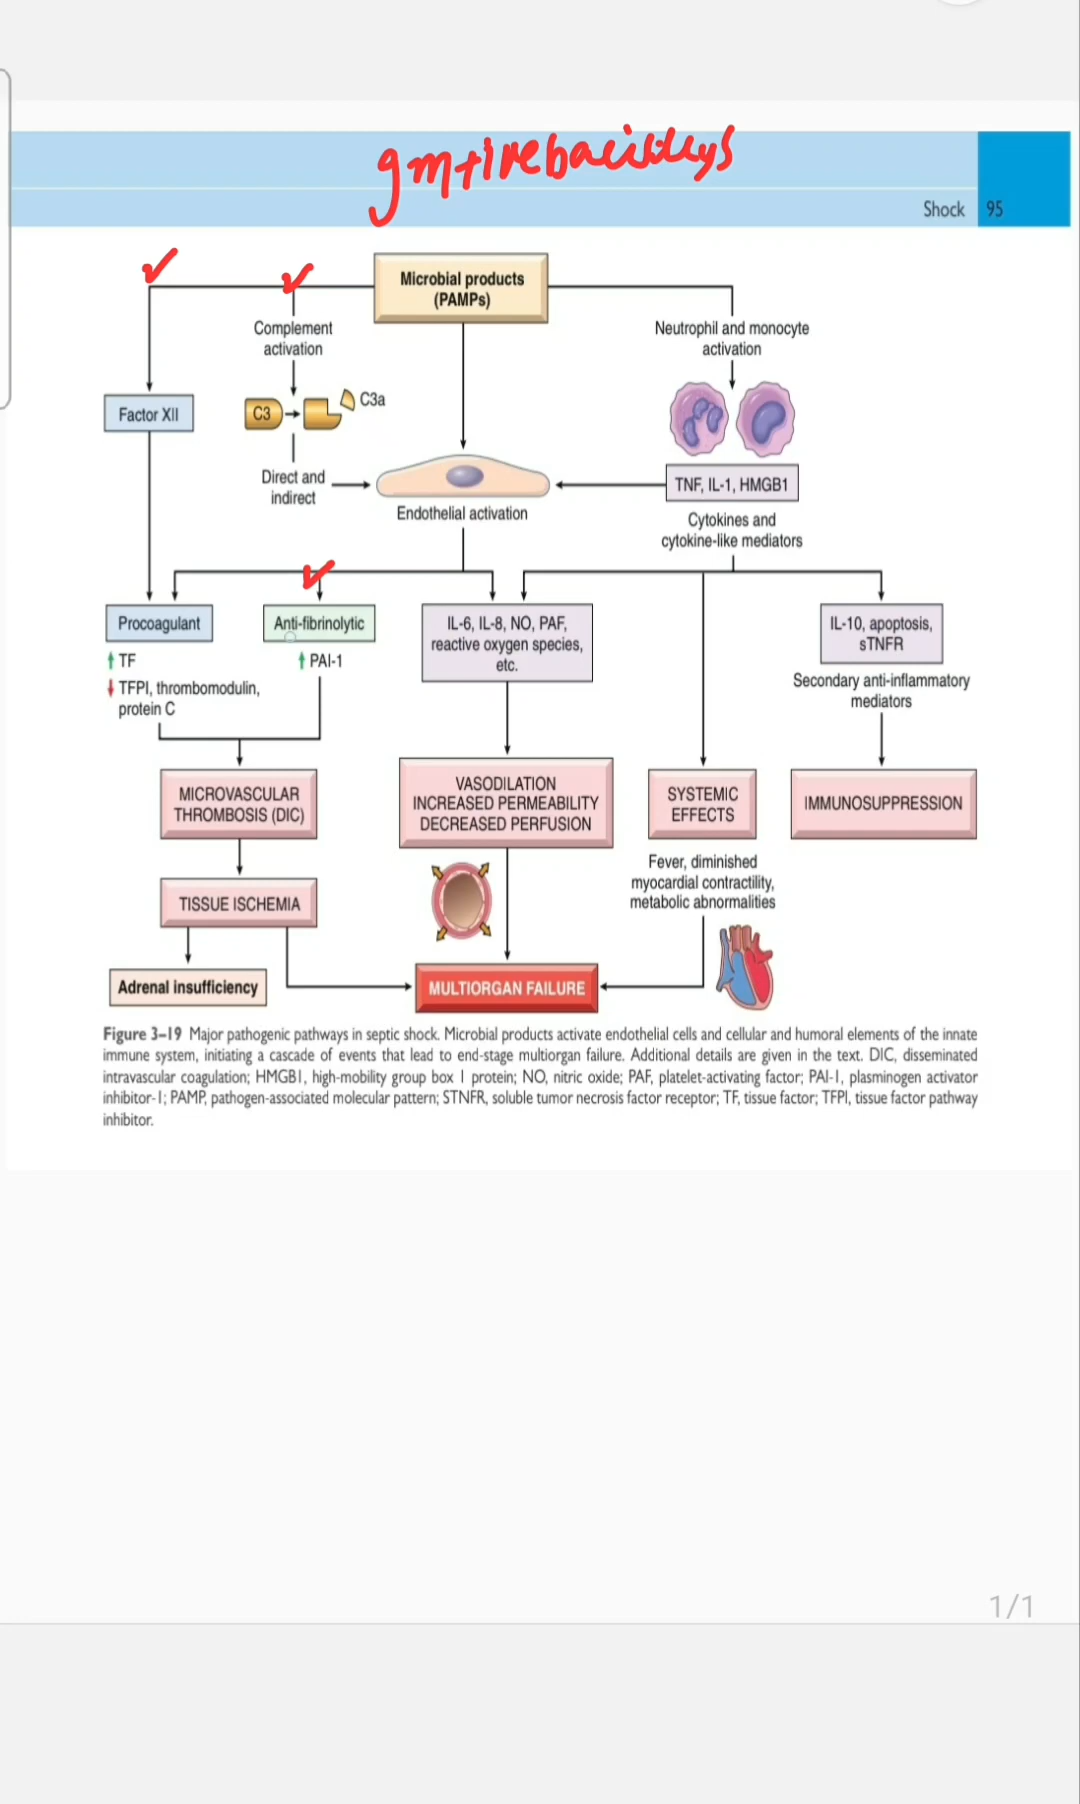 gm+ive
Shock 95
Microbial products
(PAMPs)
Complement
activation
Neutrophil and monocyte
activation
Factor XII
C3
C3a
Direct and
indirect
Endothelial activation
TNF, IL-1, HMGB1
Cytokines and
cytokine-like mediators
Procoagulant
↑ TF
↓ TFPI, thrombomodulin,
protein C
Anti-fibrinolytic
↑ PAI-1
IL-6, IL-8, NO, PAF,
reactive oxygen species,
etc.
IL-10, apoptosis,
sTNFR
Secondary anti-inflammatory
mediators
MICROVASCULAR
THROMBOSIS (DIC)
VASODILATION
INCREASED PERMEABILITY
DECREASED PERFUSION
SYSTEMIC
EFFECTS
IMMUNOSUPPRESSION
Fever, diminished
myocardial contractility,
metabolic abnormalities
TISSUE ISCHEMIA
Adrenal insufficiency
MULTIORGAN FAILURE
Figure 3–19 Major pathogenic pathways in septic shock. Microbial products activate endothelial cells and cellular and humoral elements of the innate
immune system, initiating a cascade of events that lead to end-stage multiorgan failure. Additional details are given in the text. DIC, disseminated
intravascular coagulation; HMGB1, high-mobility group box 1 protein; NO, nitric oxide; PAF, platelet-activating factor; PAI-1, plasminogen activator
inhibitor-1; PAMP, pathogen-associated molecular pattern; STNFR, soluble tumor necrosis factor receptor; TF, tissue factor; TFPI, tissue factor pathway
inhibitor.
1/1